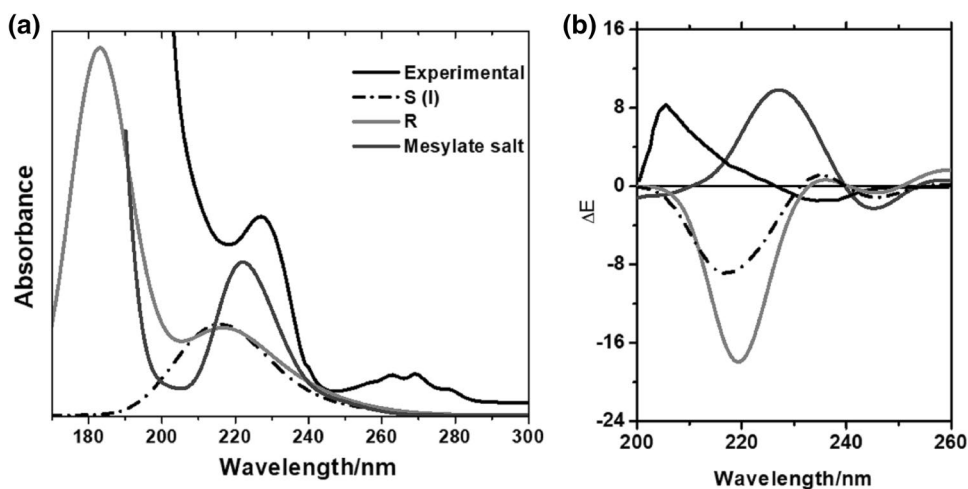 (a)
Absorbance
Experimental
S (I)
R
Mesylate salt
180 200 220 240 260 280 300
Wavelength/nm
(b)
ΔE
16
8
0
-8
-16
-24
200 220 240 260
Wavelength/nm